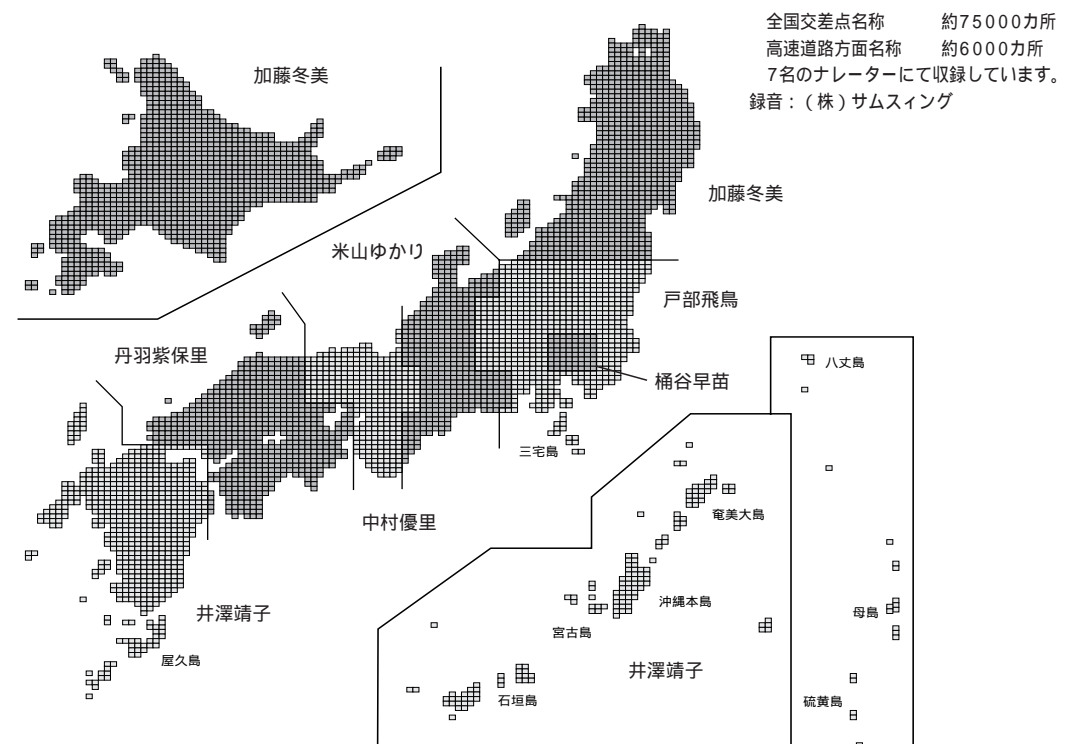 全国交差点名称 約75000カ所
高速道路方面名称 約6000カ所
7名のナレーターにて収録しています。
録音：（株）サムスィング
加藤冬美
加藤冬美
米山ゆかり
戸部飛鳥
丹羽紫保里
桶谷早苗
八丈島
三宅島
中村優里
奄美大島
井澤靖子
沖縄本島
母島
宮古島
屋久島
井澤靖子
石垣島
硫黄島